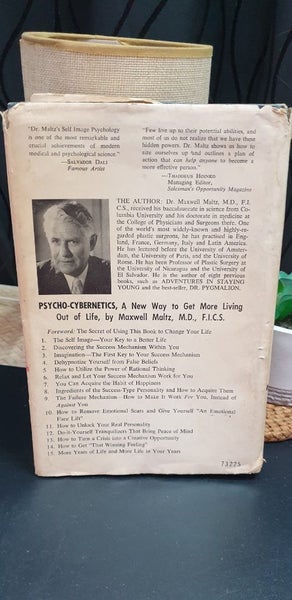 "Dr. Maltz's Self Image Psychology
is one of the most remarkable and
crucial achievements of modern
medical and psychological science."
—SALVADOR DALI
Famous Artist
"Few live up to their potential abilities, and
most of us do not realize that we have these
hidden powers. Dr. Maltz shows us how to
size ourselves up and outlines a plan of
action that can help anyone to become a
more effective person."
—THADDEUS HEENKO
Managing Editor,
Salesman's Opportunity Magazine
THE AUTHOR: Dr. Maxwell Maltz, M.D., F.I.
C.S., received his baccalaureate in science from Co-
lumbia University and his doctorate in medicine at
the College of Physicians and Surgeons there. One
of the world's most widely-known and highly-re-
garded plastic surgeons, he has practiced in Eng-
land, France, Germany, Italy and Latin America.
He has lectured before the University of Amster-
dam, the University of Paris, and the University of
Rome. He has been Professor of Plastic Surgery at
the University of Nicaragua and the University of
El Salvador. He is the author of eight previous
books, such as ADVENTURES IN STAYING
YOUNG and the best-seller, DR. PYGMALION.
PSYCHO-CYBERNETICS, A New Way to Get More Living
Out of Life, by Maxwell Maltz, M.D., F.I.C.S.
Foreword: The Secret of Using This Book to Change Your Life
1. The Self Image—Your Key to a Better Life
2. Discovering the Success Mechanism Within You
3. Imagination—The First Key to Your Success Mechanism
4. Dehypnotize Yourself from False Beliefs
5. How to Utilize the Power of Rational Thinking
6. Relax and Let Your Success Mechanism Work for You
7. You Can Acquire the Habit of Happiness
8. Ingredients of the Success-Type Personality and How to Acquire Them
9. The Failure Mechanism—How to Make It Work For You, Instead of
Against You
10. How to Remove Emotional Scars and Give Yourself "An Emotional
Face Lift"
11. How to Unlock Your Real Personality
12. Do-it-Yourself Tranquilizers That Bring Peace of Mind
13. How to Turn a Crisis into a Creative Opportunity
14. How to Get "That Winning Feeling"
15. More Years of Life and More Life in Your Years
73275